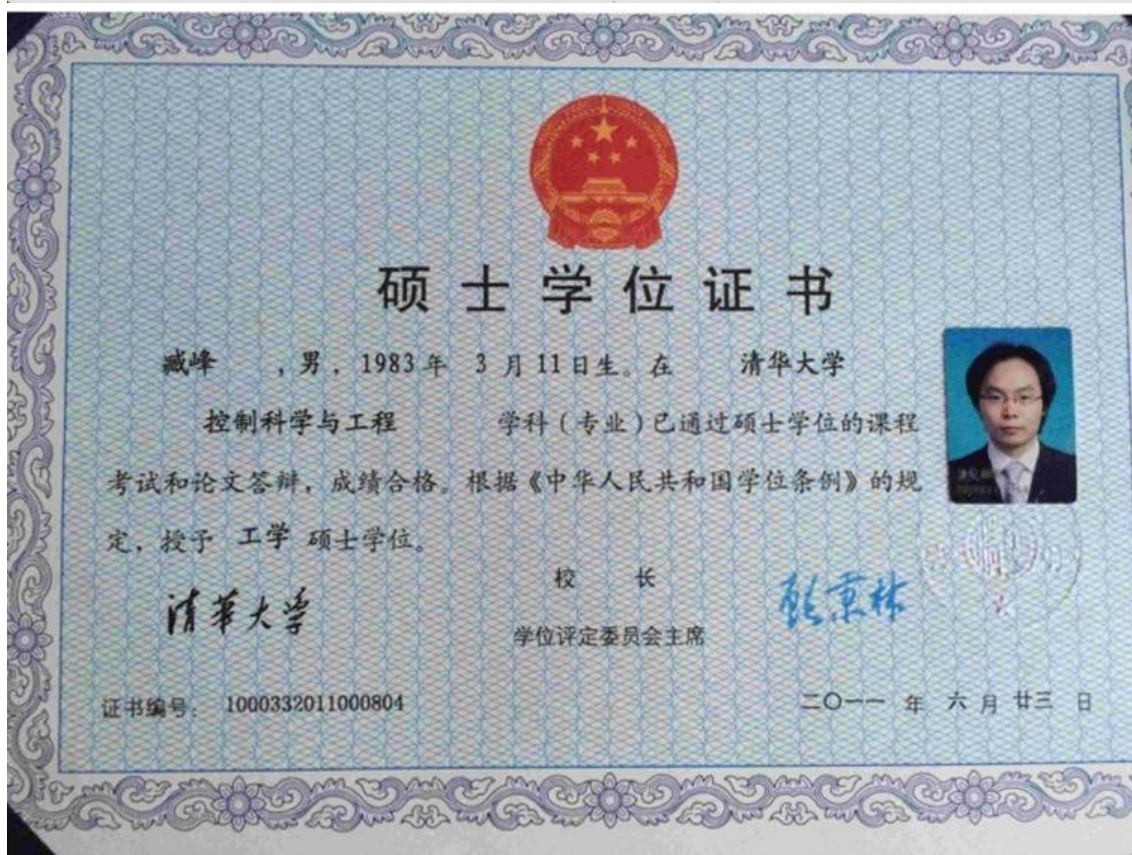 硕士学位证书
臧峰 , 男, 1983年 3月11日生。在 清华大学
控制科学与工程 学科(专业)已通过硕士学位的课程
考试和论文答辩, 成绩合格。根据《中华人民共和国学位条例》的规
定, 授予 工学 硕士学位。
清华大学
校 长
学位评定委员会主席
顾秉林
证书编号: 1000332011000804
二〇一一 年 六 月 廿三 日